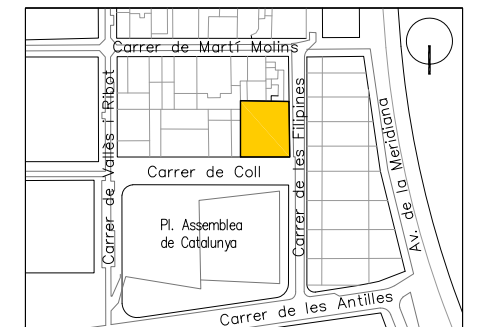 Carrer de Martí Molins
Carrer de Vallès i Ribot
Carrer de les Filipines
Av. de la Meridiana
Carrer de Coll
Pl. Assemblea
de Catalunya
Carrer de les Antilles